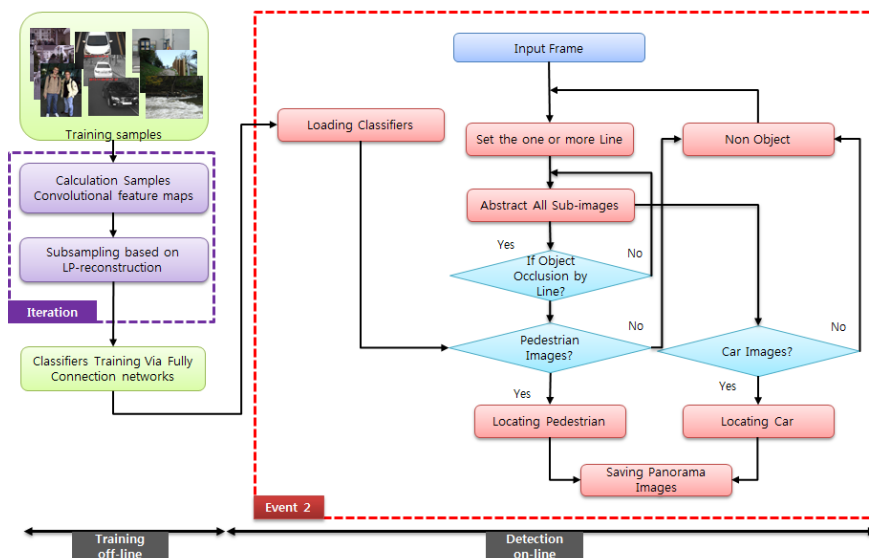 Training samples
Calculation Samples
Convolutional feature maps
Subsampling based on
LP-reconstruction
Iteration
Classifiers Training Via Fully
Connection networks
Input Frame
Loading Classifiers
Set the one or more Line
Non Object
Abstract All Sub-images
Yes
If Object
Occlusion by
Line?
No
Pedestrian
Images?
No
Car Images?
No
Yes
Yes
Locating Pedestrian
Locating Car
Saving Panorama
Images
Event 2
Training
off-line
Detection
on-line